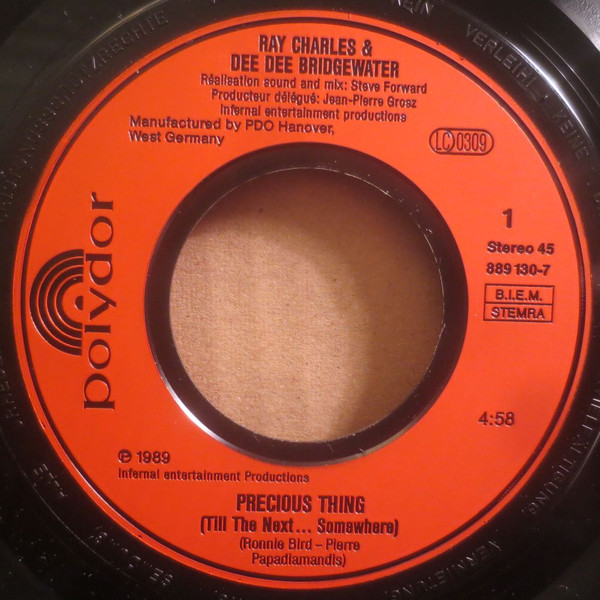 RAY CHARLES &
DEE DEE BRIDGEWATER
Réalisation sound and mix: Steve Forward
Producteur délégué: Jean-Pierre Grosz
Infernal entertainment productions
Manufactured by PDO Hanover,
West Germany
LC 0309
1
Stereo 45
889 130-7
B.I.E.M.
STEMRA
polydor
4:58
℗ 1989
Infernal entertainment Productions
PRECIOUS THING
(Till The Next... Somewhere)
(Ronnie Bird – Pierre
Papadiamandis)
VERLEIH
KEINE